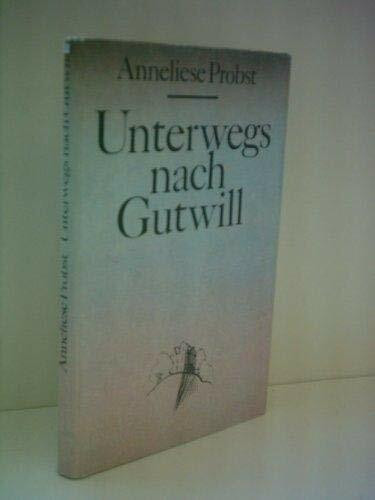 Anneliese Probst
Unterwegs
nach
Gutwill
Anneliese Probst Unterwegs nach Gutwill